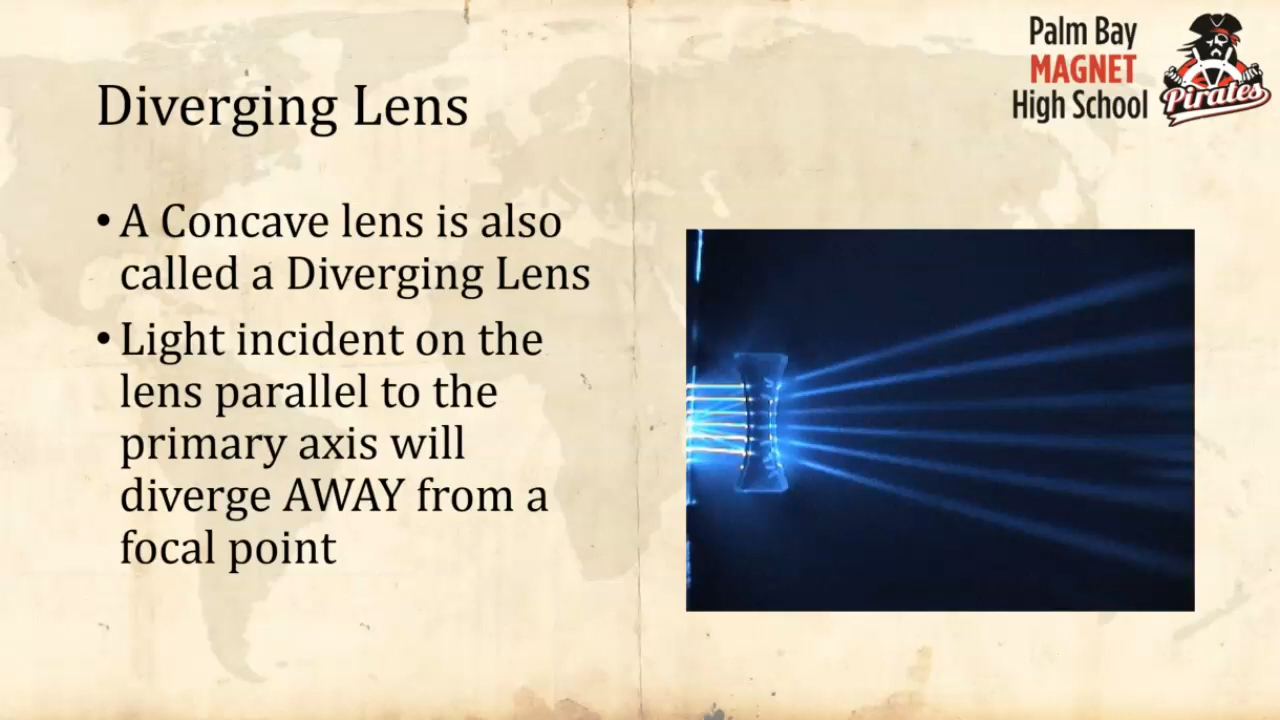 Palm Bay
MAGNET
High School
Pirates
Diverging Lens
• A Concave lens is also
called a Diverging Lens
• Light incident on the
lens parallel to the
primary axis will
diverge AWAY from a
focal point